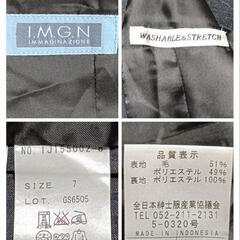 I.M.G.N
IMMAGINAZIONE
WASHABLE&STRETCH
SIZE 7
LOT. GS6505
品質表示
表地 毛 51%
ポリエステル 49%
裏地 ポリエステル 100%
全日本紳士服産業協議会
TEL 052-211-2131
5-0320号
MADE IN INDONESIA